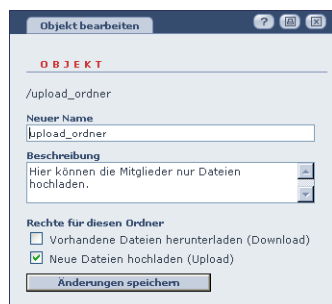 Objekt bearbeiten
?
OBJEKT
/upload_ordner
Neuer Name
upload_ordner
Beschreibung
Hier können die Mitglieder nur Dateien
hochladen.
Rechte für diesen Ordner
Vorhandene Dateien herunterladen (Download)
Neue Dateien hochladen (Upload)
Änderungen speichern